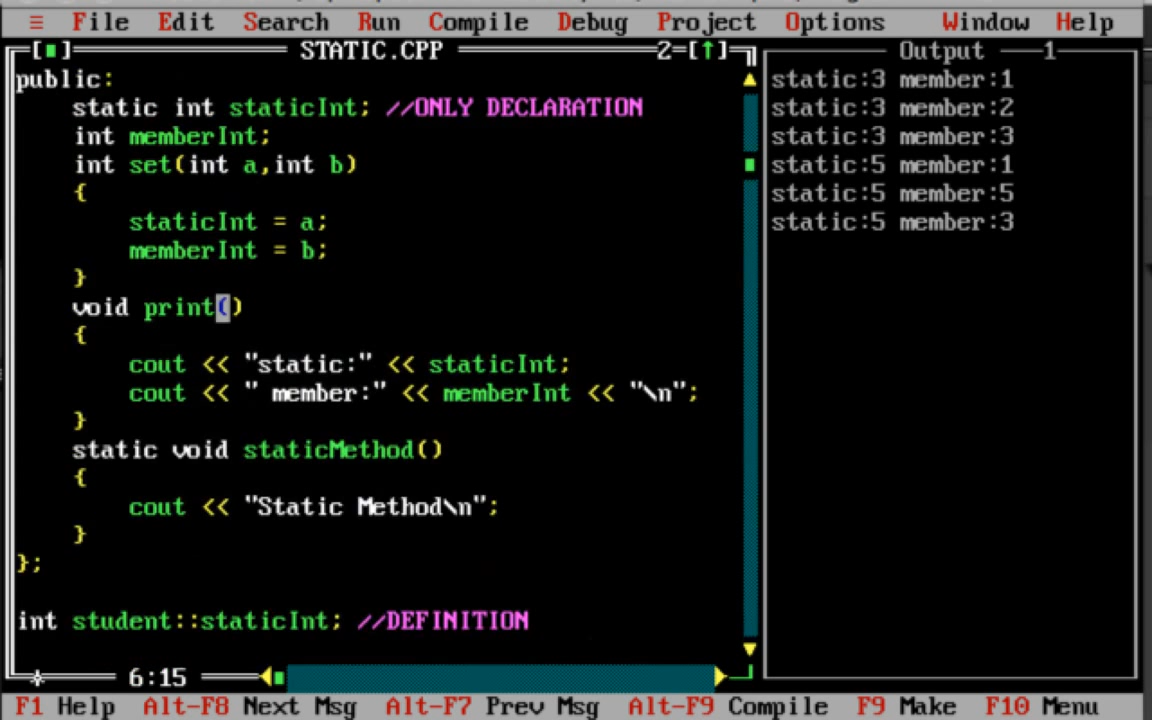 ≡ File Edit Search Run Compile Debug Project Options Window Help
[■] STATIC.CPP 2=[↑]
public:
    static int staticInt; //ONLY DECLARATION
    int memberInt;
    int set(int a,int b)
    {
        staticInt = a;
        memberInt = b;
    }
    void print()
    {
        cout << "static:" << staticInt;
        cout << " member:" << memberInt << "\n";
    }
    static void staticMethod()
    {
        cout << "Static Method\n";
    }
};
int student::staticInt; //DEFINITION
6:15
Output 1
static:3 member:1
static:3 member:2
static:3 member:3
static:5 member:1
static:5 member:5
static:5 member:3
F1 Help Alt-F8 Next Msg Alt-F7 Prev Msg Alt-F9 Compile F9 Make F10 Menu